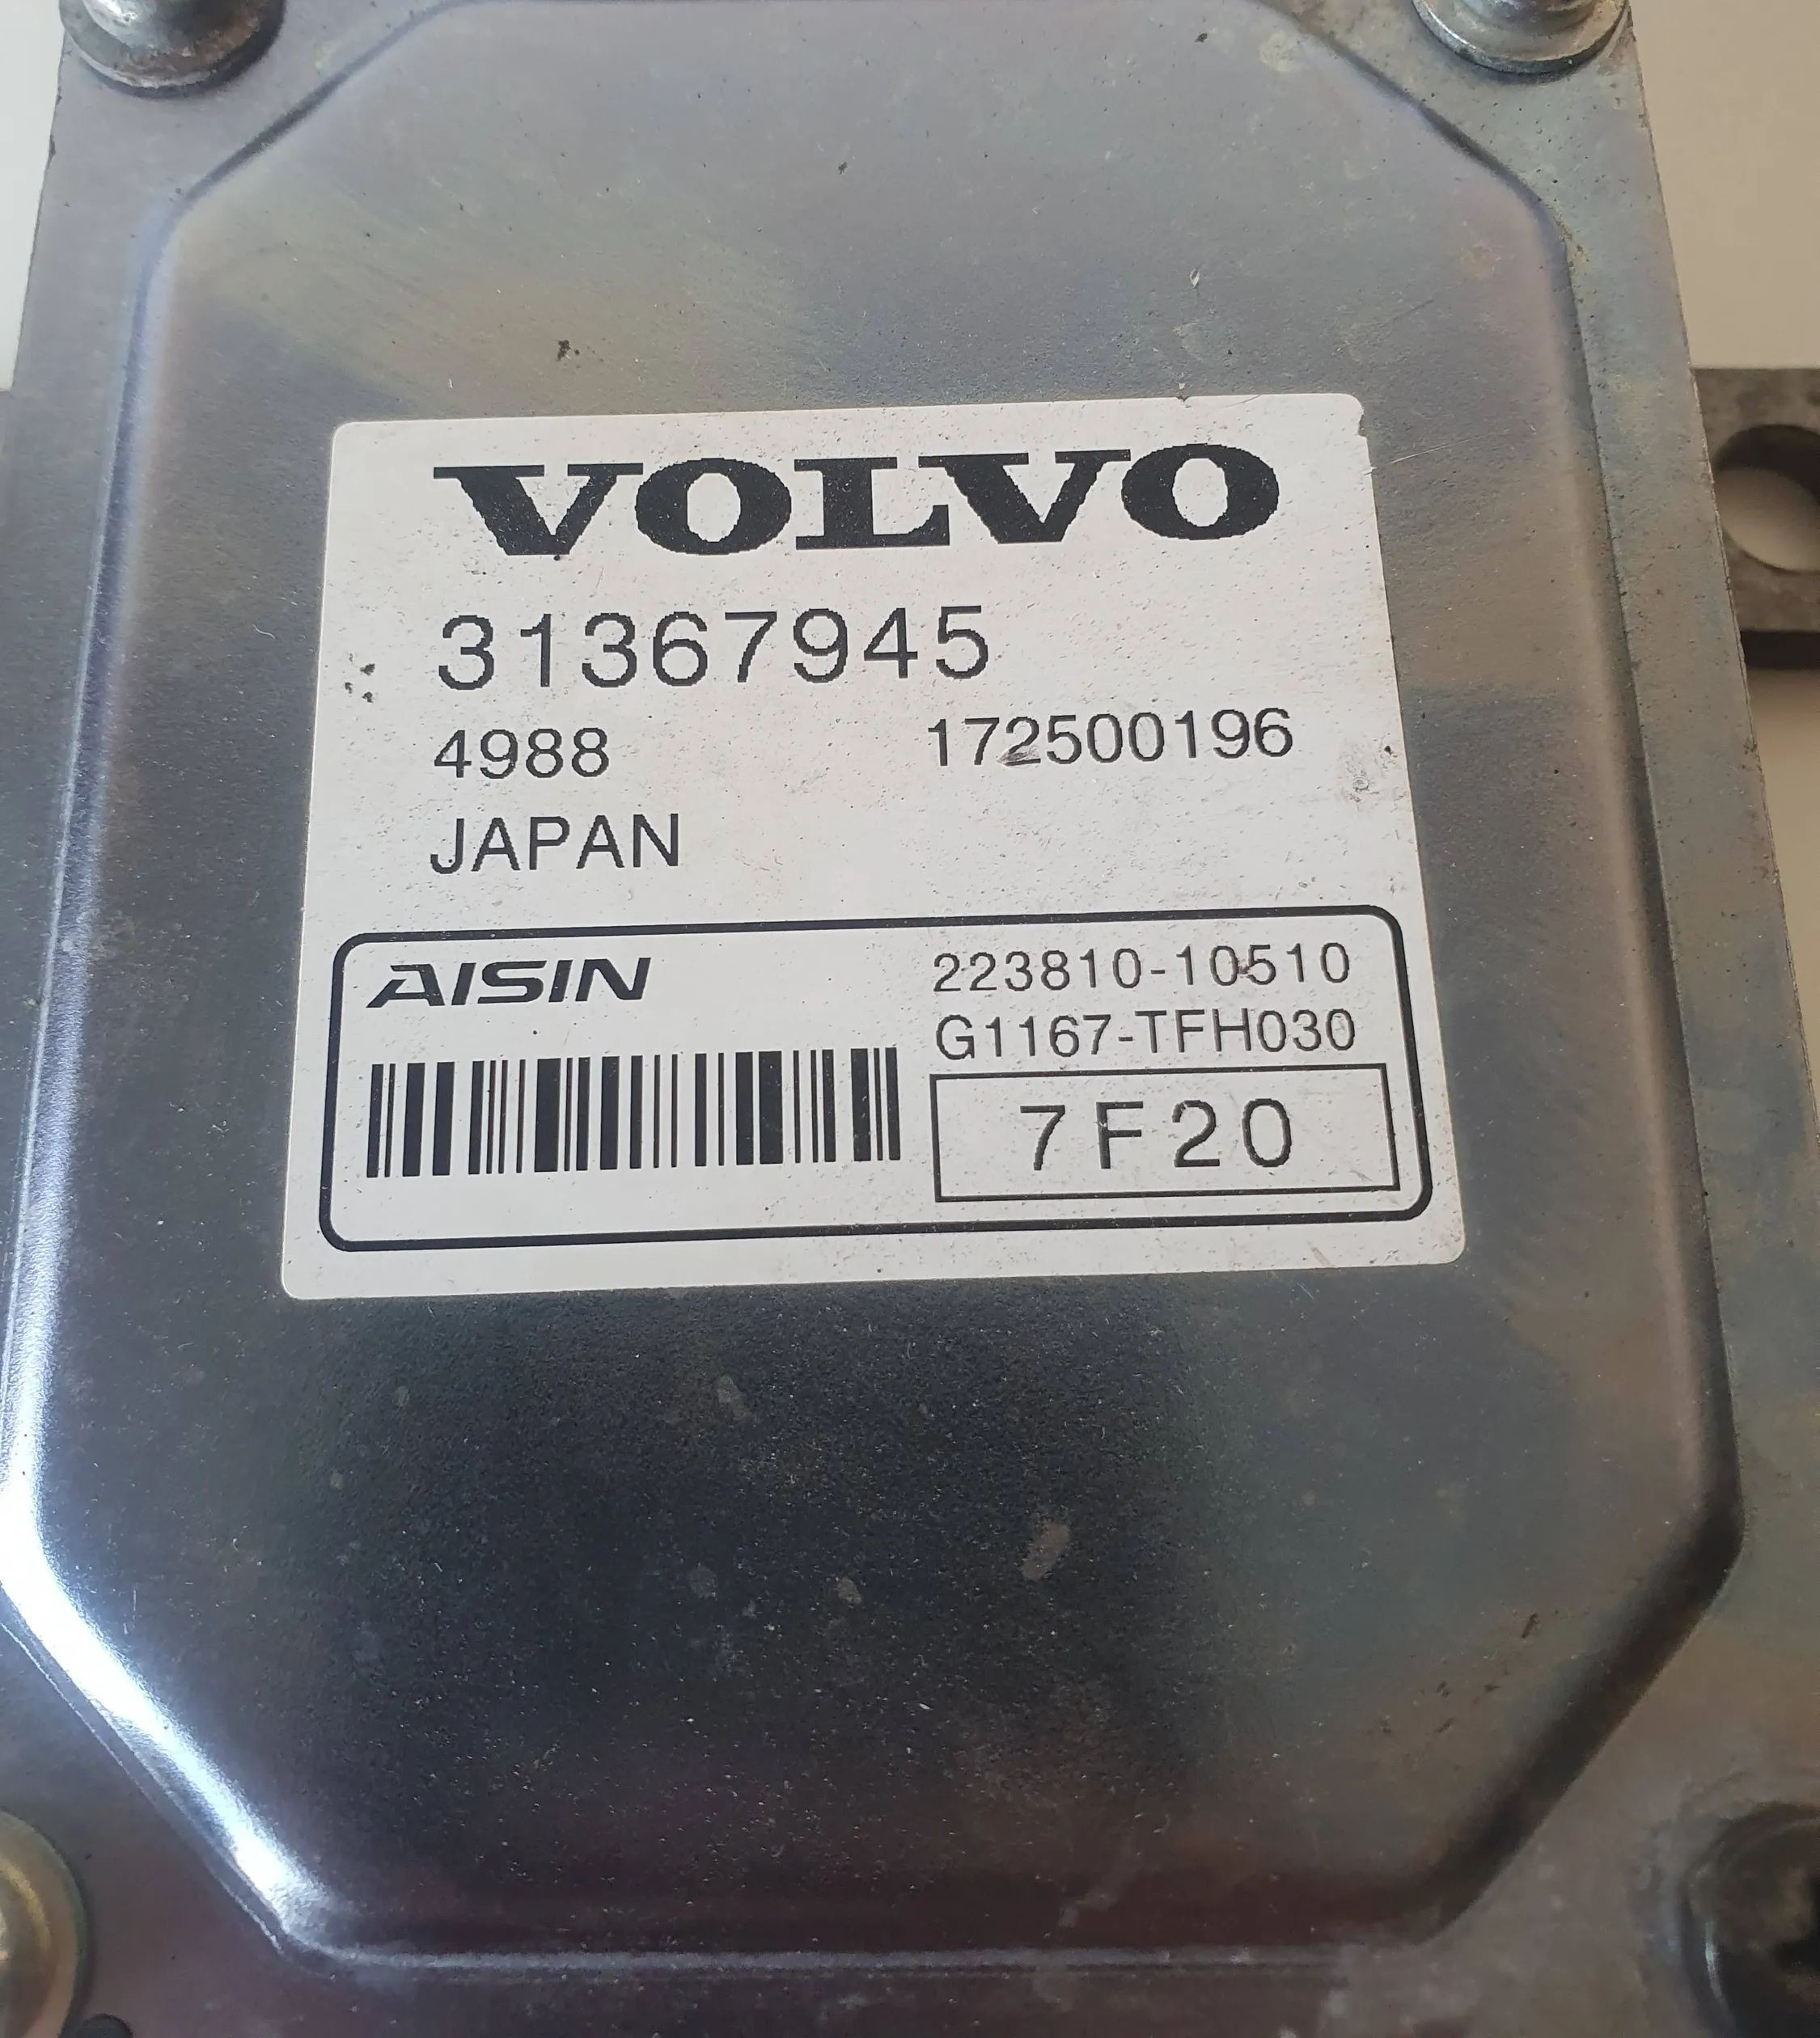 VOLVO
31367945
4988 172500196
JAPAN
AISIN 223810-10510
G1167-TFH030
7F20